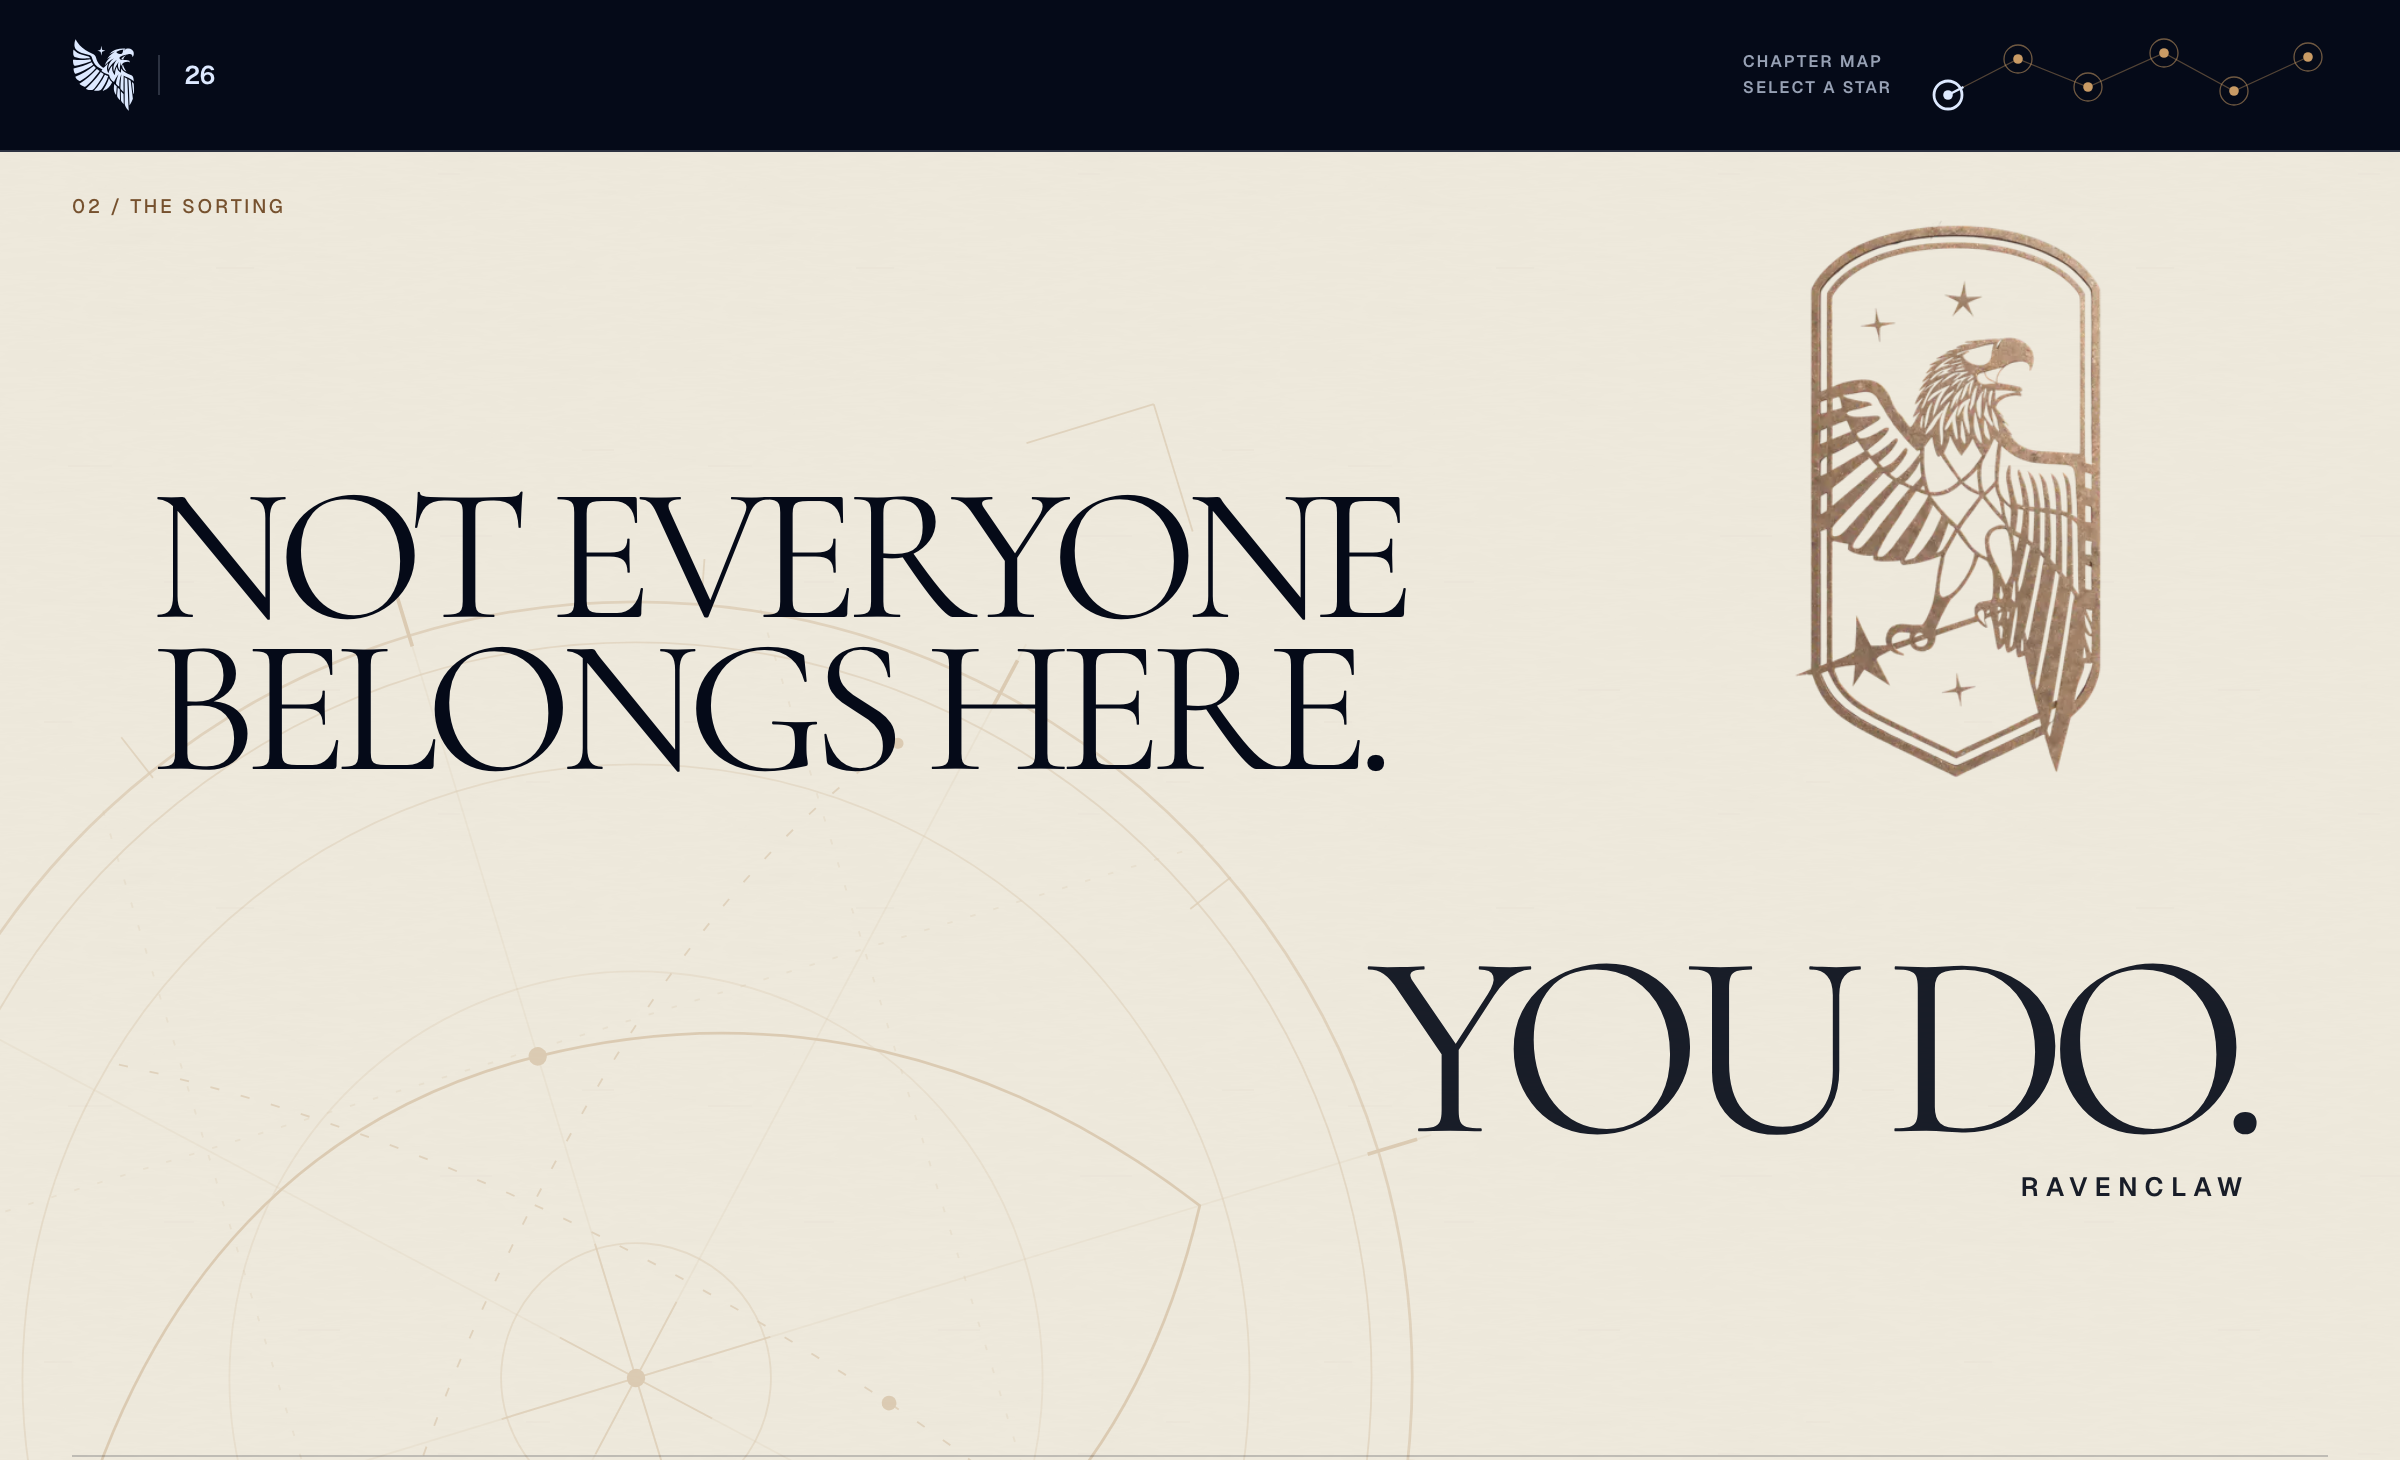 26
CHAPTER MAP
SELECT A STAR
02 / THE SORTING
NOT EVERYONE
BELONGS HERE.
YOU DO.
RAVENCLAW